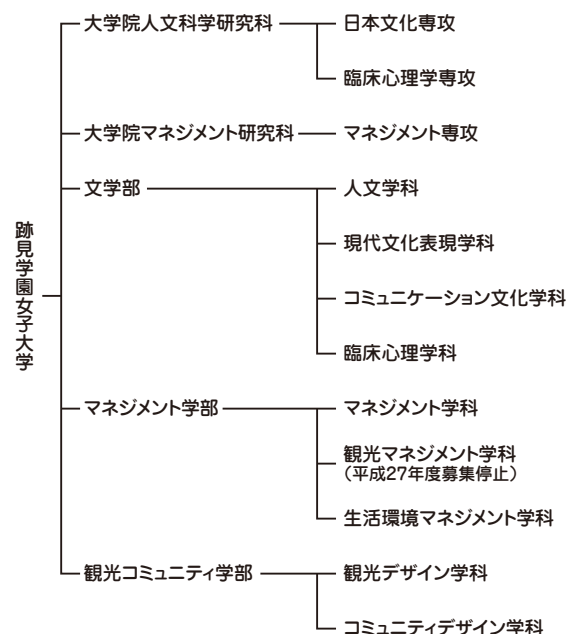 跡見学園女子大学
大学院人文科学研究科
日本文化専攻
臨床心理学専攻
大学院マネジメント研究科
マネジメント専攻
文学部
人文学科
現代文化表現学科
コミュニケーション文化学科
臨床心理学科
マネジメント学部
マネジメント学科
観光マネジメント学科
（平成27年度募集停止）
生活環境マネジメント学科
観光コミュニティ学部
観光デザイン学科
コミュニティデザイン学科